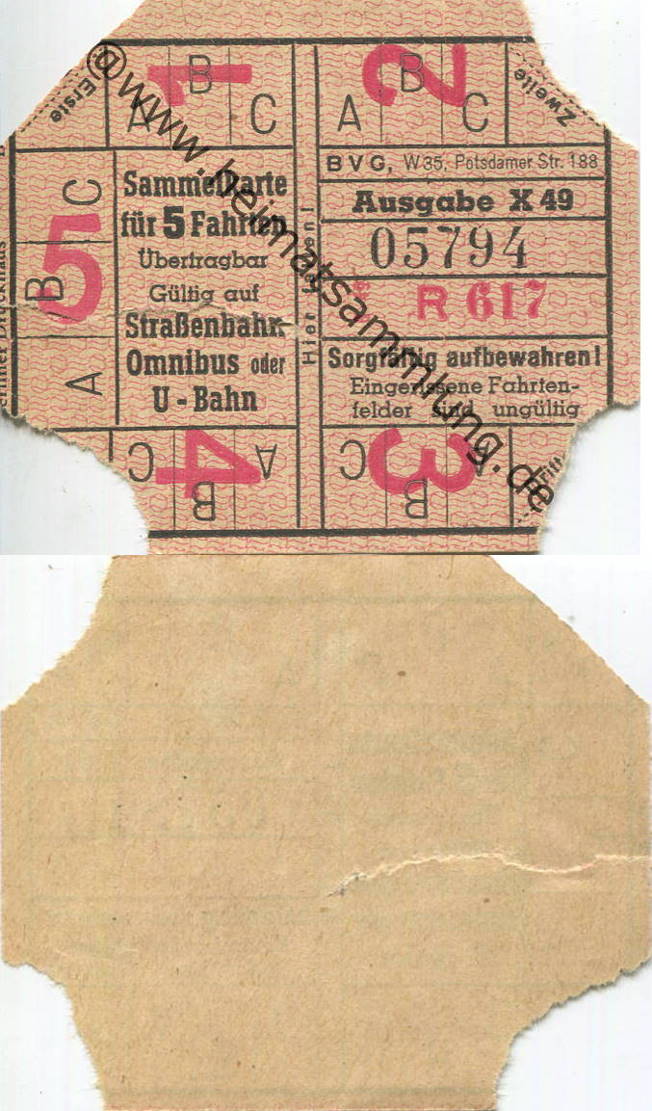 Erste
1
A B C
2
A B C
Zweite
5
A B C
Sammelkarte
für 5 Fahrten
Übertragbar
Gültig auf
Straßenbahn
Omnibus oder
U-Bahn
BVG, W35, Potsdamer Str. 188
Ausgabe X 49
05794
R 617
Sorgfältig aufbewahren!
Eingerissene Fahrten-
felder sind ungültig
4
A B C
3
A B C
@www.heimatsammlung.de